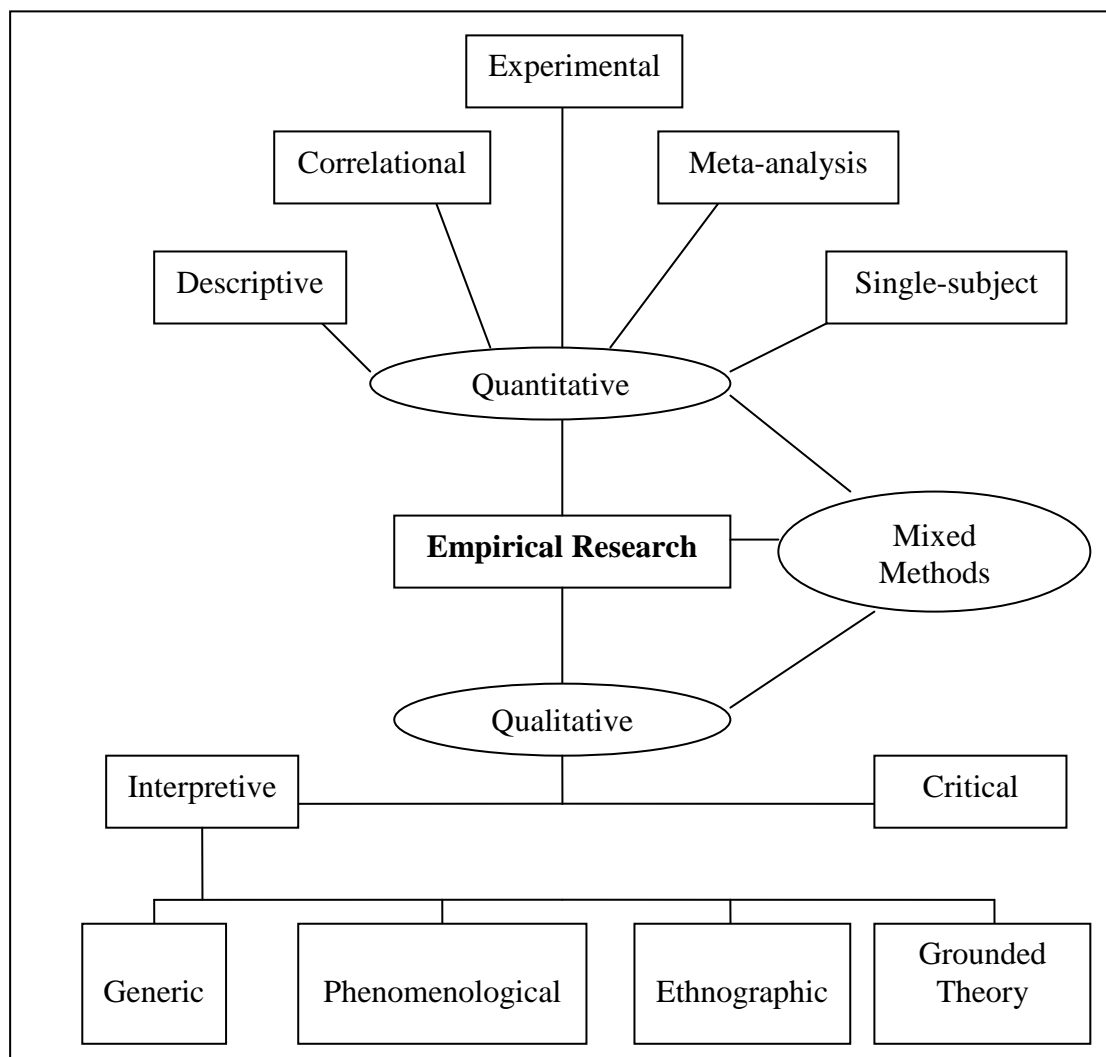 Experimental
Correlational
Meta-analysis
Descriptive
Single-subject
Quantitative
Empirical Research
Mixed
Methods
Qualitative
Interpretive
Critical
Generic
Phenomenological
Ethnographic
Grounded
Theory